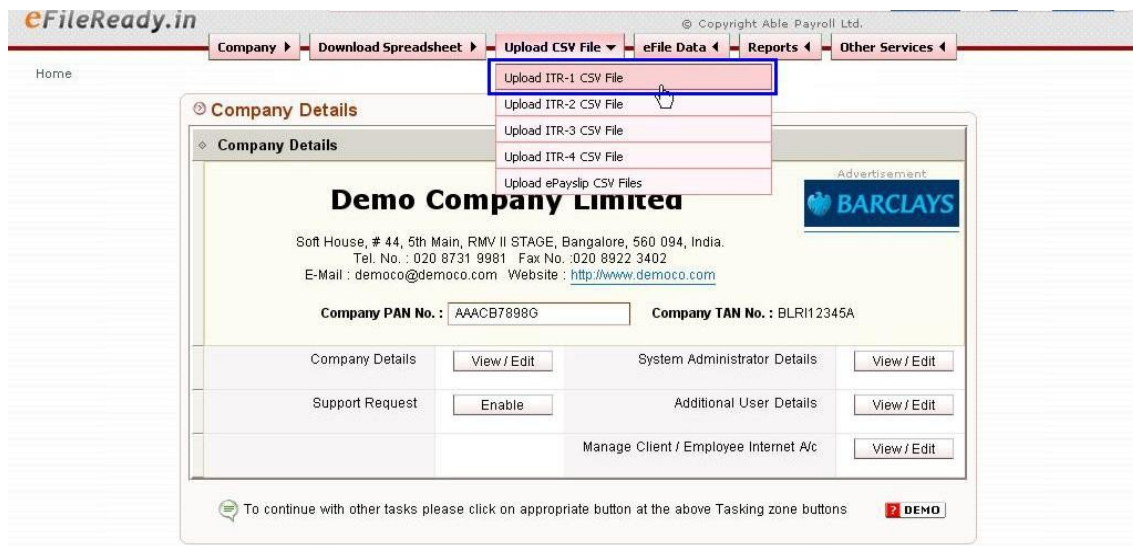 eFileReady.in
© Copyright Able Payroll Ltd.
Company Download Spreadsheet Upload CSV File eFile Data Reports Other Services
Home
Upload ITR-1 CSV File
Upload ITR-2 CSV File
Upload ITR-3 CSV File
Upload ITR-4 CSV File
Upload ePayslip CSV Files
Company Details
Company Details
Advertisement
BARCLAYS
Demo Company Limited
Soft House, # 44, 5th Main, RMV II STAGE, Bangalore, 560 094, India.
Tel. No. : 020 8731 9981 Fax No. :020 8922 3402
E-Mail : democo@democo.com Website : http://www.democo.com
Company PAN No. : AAACB7898G Company TAN No. : BLRI12345A
Company Details View / Edit System Administrator Details View / Edit
Support Request Enable Additional User Details View / Edit
Manage Client / Employee Internet A/c View / Edit
To continue with other tasks please click on appropriate button at the above Tasking zone buttons ? DEMO